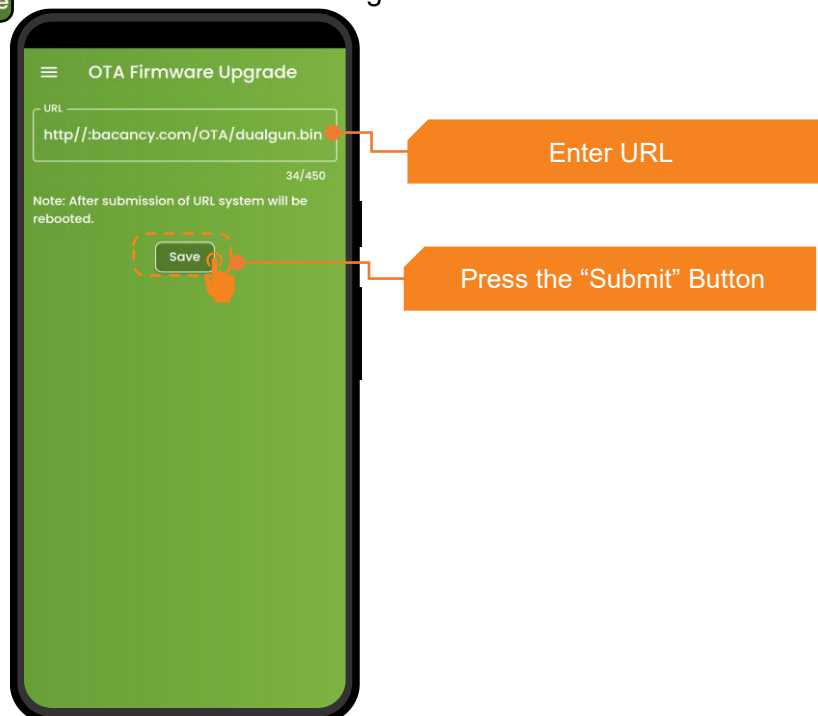 e
g
OTA Firmware Upgrade
URL
http//:bacancy.com/OTA/dualgun.bin
Enter URL
34/450
Note: After submission of URL system will be
rebooted.
Save
Press the “Submit” Button